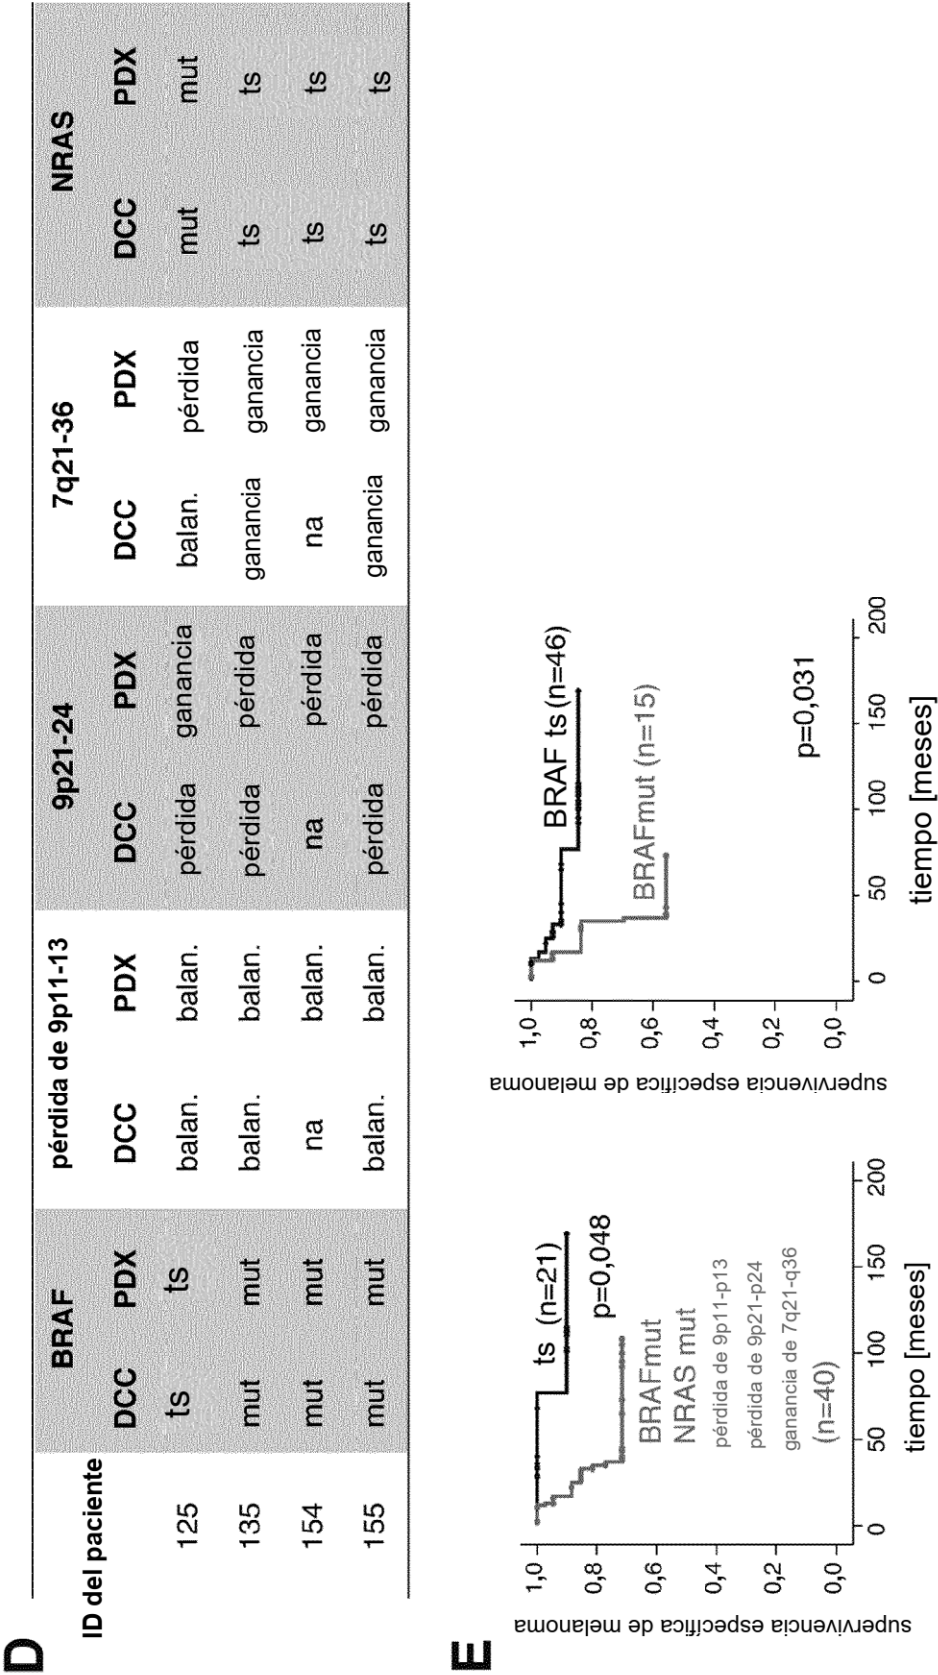 D
BRAF pérdida de 9p11-13 9p21-24 7q21-36 NRAS
ID del paciente DCC PDX DCC PDX DCC PDX DCC PDX DCC PDX
125 ts ts balan. balan. pérdida ganancia balan. pérdida mut mut
135 mut mut balan. balan. pérdida pérdida ganancia ganancia ts ts
154 mut mut na balan. na pérdida na ganancia ts ts
155 mut mut balan. balan. pérdida pérdida ganancia ganancia ts ts
E
supervivencia específica de melanoma
1,0
0,8
0,6
0,4
0,2
0,0
ts (n=21)
p=0,048
BRAFmut
NRAS mut
pérdida de 9p11-p13
pérdida de 9p21-p24
ganancia de 7q21-q36
(n=40)
0 50 100 150 200
tiempo [meses]
supervivencia específica de melanoma
1,0
0,8
0,6
0,4
0,2
0,0
BRAF ts (n=46)
BRAFmut (n=15)
p=0,031
0 50 100 150 200
tiempo [meses]